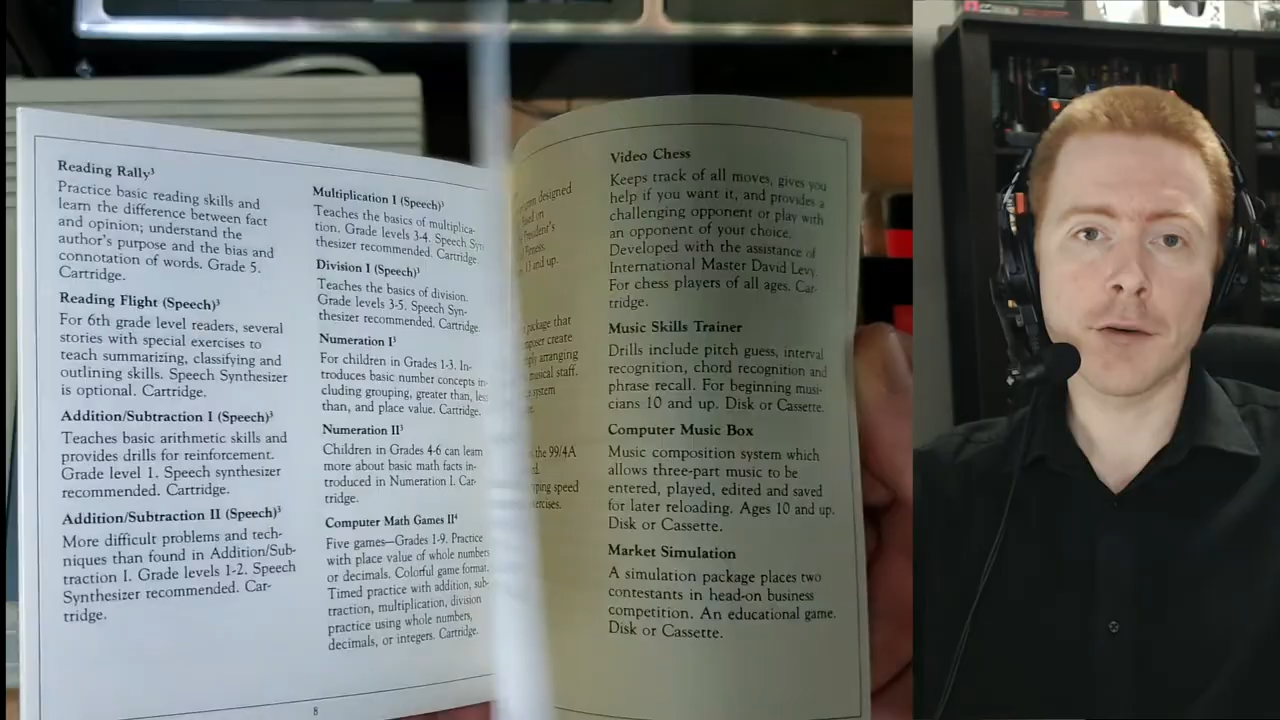 Reading Rally³
Practice basic reading skills and
learn the difference between fact
and opinion; understand the
author's purpose and the bias and
connotation of words. Grade 5.
Cartridge.
Reading Flight (Speech)³
For 6th grade level readers, several
stories with special exercises to
teach summarizing, classifying and
outlining skills. Speech Synthesizer
is optional. Cartridge.
Addition/Subtraction I (Speech)³
Teaches basic arithmetic skills and
provides drills for reinforcement.
Grade level 1. Speech synthesizer
recommended. Cartridge.
Addition/Subtraction II (Speech)³
More difficult problems and tech-
niques than found in Addition/Sub-
traction I. Grade levels 1-2. Speech
Synthesizer recommended. Car-
tridge.
Multiplication I (Speech)³
Teaches the basics of multiplica-
tion. Grade levels 3-4. Speech Syn
thesizer recommended. Cartridge.
Division I (Speech)³
Teaches the basics of division.
Grade levels 3-5. Speech Syn-
thesizer recommended. Cartridge.
Numeration I³
For children in Grades 1-3. In-
troduces basic number concepts in-
cluding grouping, greater than, less
than, and place value. Cartridge.
Numeration II³
Children in Grades 4-6 can learn
more about basic math facts in-
troduced in Numeration I. Car-
tridge.
Computer Math Games II⁴
Five games—Grades 1-9. Practice
with place value of whole numbers
or decimals. Colorful game format.
Timed practice with addition, sub-
traction, multiplication, division
practice using whole numbers,
decimals, or integers. Cartridge.
8
designed
on
President's
and up.
package that
create
arranging
musical staff.
system
the 99/4A
speed
Video Chess
Keeps track of all moves, gives you
help if you want it, and provides a
challenging opponent or play with
an opponent of your choice.
Developed with the assistance of
International Master David Levy.
For chess players of all ages. Car-
tridge.
Music Skills Trainer
Drills include pitch guess, interval
recognition, chord recognition and
phrase recall. For beginning musi-
cians 10 and up. Disk or Cassette.
Computer Music Box
Music composition system which
allows three-part music to be
entered, played, edited and saved
for later reloading. Ages 10 and up.
Disk or Cassette.
Market Simulation
A simulation package places two
contestants in head-on business
competition. An educational game.
Disk or Cassette.